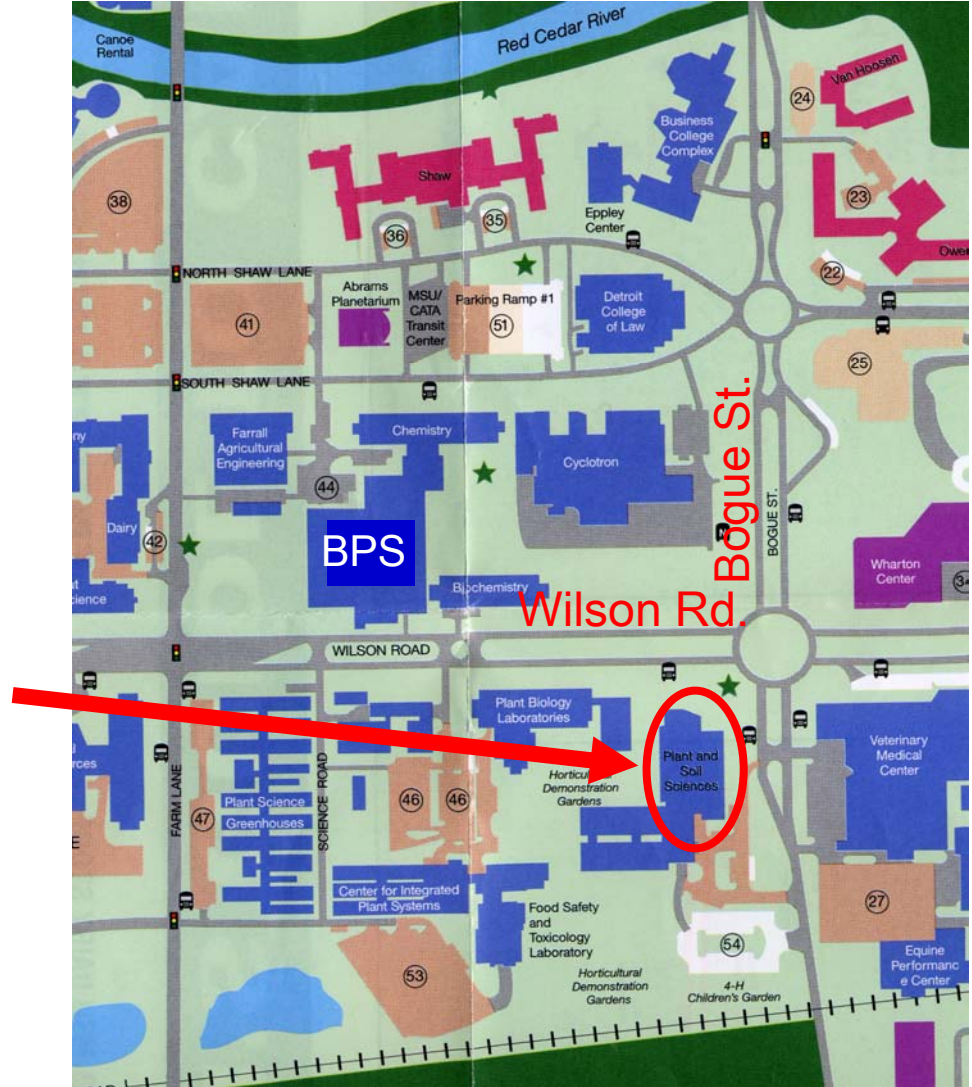 Canoe
Rental
Red Cedar River
Van Hoosen
24
Business
College
Complex
Shaw
38
23
36
35
Eppley
Center
22
NORTH SHAW LANE
Abrams
Planetarium
MSU/
CATA
Transit
Center
Parking Ramp #1
51
Detroit
College
of Law
41
25
SOUTH SHAW LANE
Farrall
Agricultural
Engineering
Chemistry
Cyclotron
44
Bogue St.
BOGUE ST.
N
Dairy
42
BPS
Wharton
Center
34
Biochemistry
Wilson Rd.
WILSON ROAD
Plant Biology
Laboratories
Plant and
Soil
Sciences
Veterinary
Medical
Center
Horticultural
Demonstration
Gardens
FARM LANE
47
Plant Science
Greenhouses
SCIENCE ROAD
46
46
Center for Integrated
Plant Systems
Food Safety
and
Toxicology
Laboratory
27
53
54
Horticultural
Demonstration
Gardens
4-H
Children's Garden
Equine
Performanc
e Center